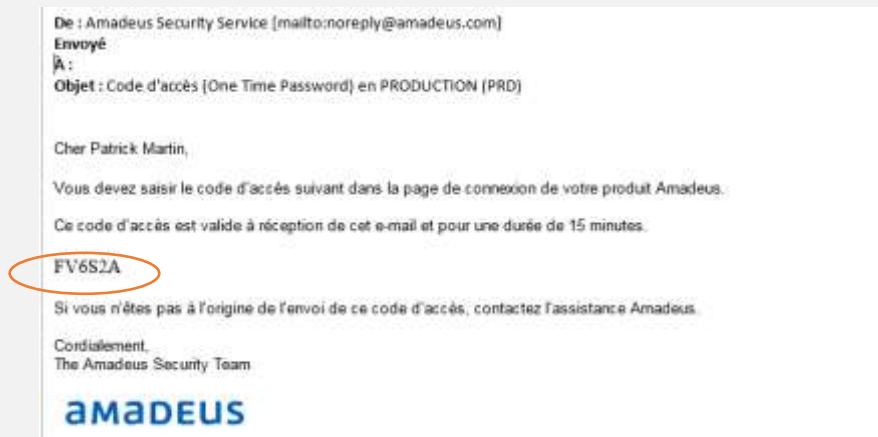 De : Amadeus Security Service [mailto:noreply@amadeus.com]
Envoyé
A :
Objet : Code d'accès (One Time Password) en PRODUCTION (PRD)
Cher Patrick Martin,
Vous devez saisir le code d'accès suivant dans la page de connexion de votre produit Amadeus.
Ce code d'accès est valide à réception de cet e-mail et pour une durée de 15 minutes.
FV6S2A
Si vous n'êtes pas à l'origine de l'envoi de ce code d'accès, contactez l'assistance Amadeus.
Cordialement,
The Amadeus Security Team
aMaDEUS